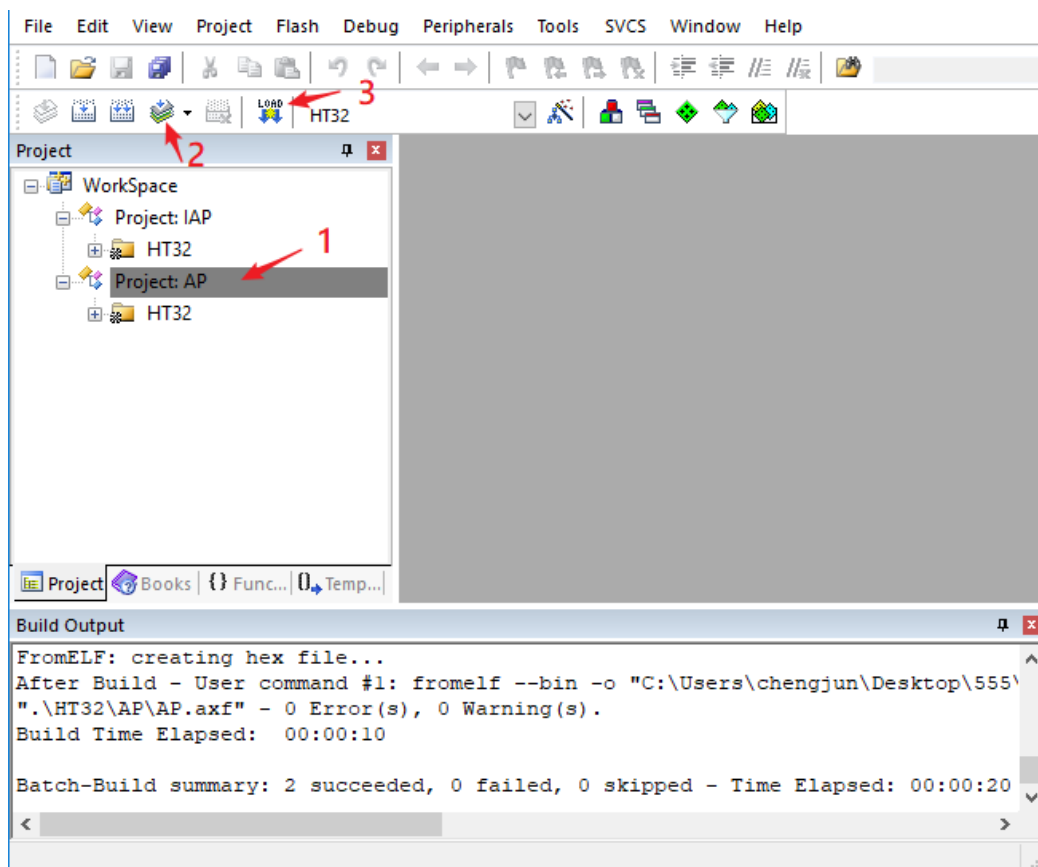 File Edit View Project Flash Debug Peripherals Tools SVCS Window Help
LOAD 3
HT32
2
Project
WorkSpace
Project: IAP
HT32
1
Project: AP
HT32
Project Books {} Func... Temp...
Build Output
FromELF: creating hex file...
After Build - User command #1: fromelf --bin -o "C:\Users\chengjun\Desktop\555\
".\HT32\AP\AP.axf" - 0 Error(s), 0 Warning(s).
Build Time Elapsed:  00:00:10
Batch-Build summary: 2 succeeded, 0 failed, 0 skipped - Time Elapsed: 00:00:20